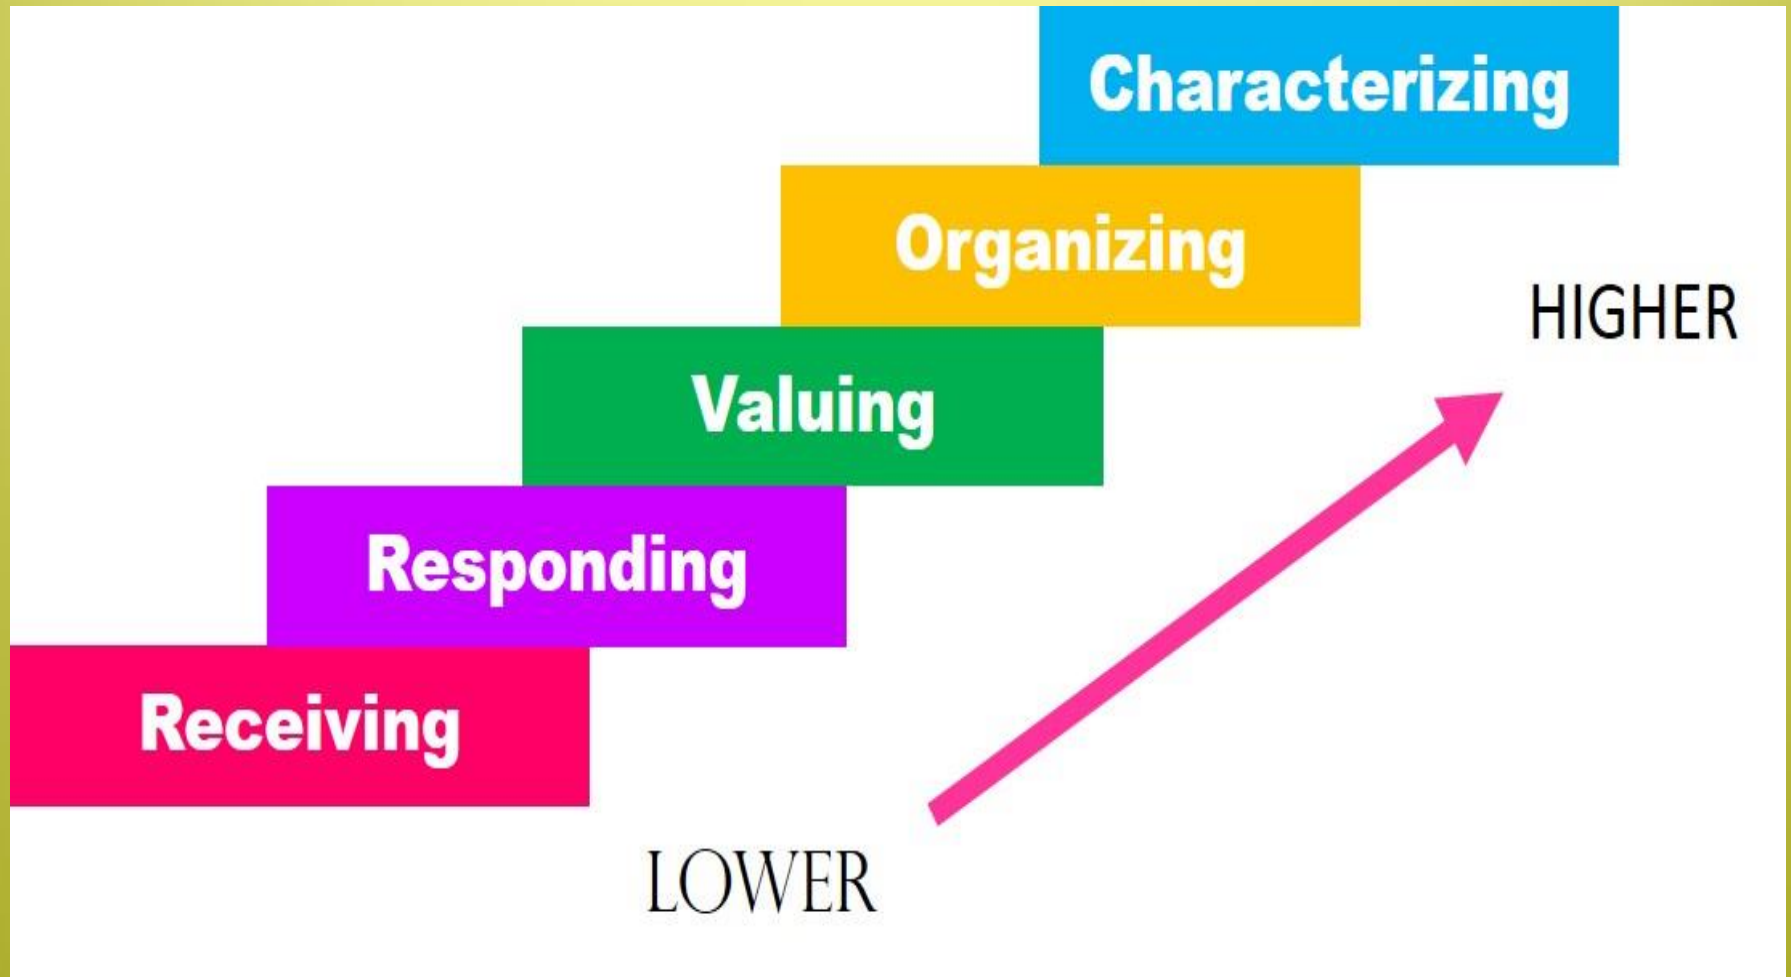 Characterizing
Organizing
HIGHER
Valuing
Responding
Receiving
LOWER